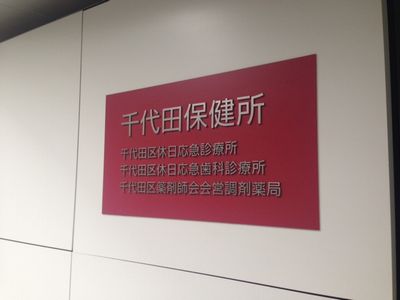 千代田保健所
千代田区休日応急診療所
千代田区休日応急歯科診療所
千代田区薬剤師会会営調剤薬局